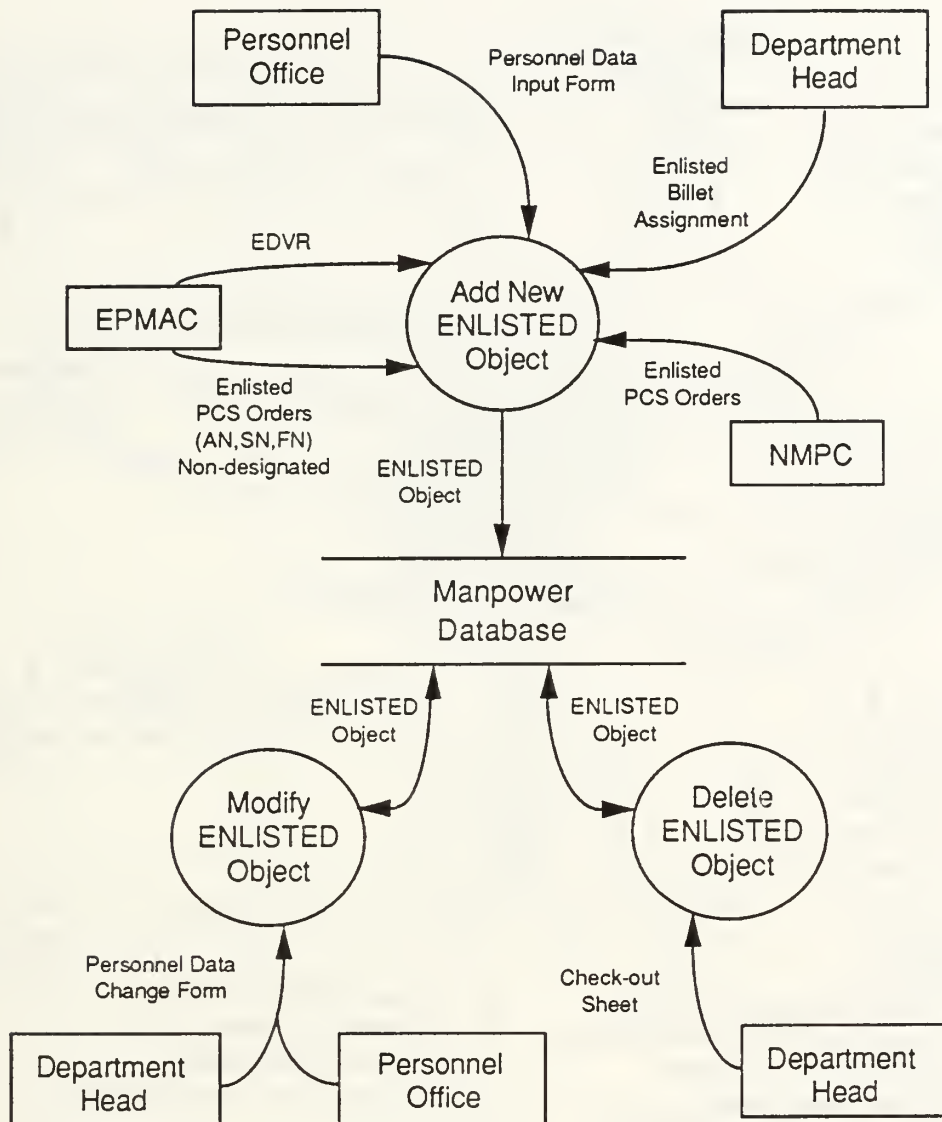 Personnel
Office
Personnel Data
Input Form
Department
Head
Enlisted
Billet
Assignment
EDVR
EPMAC
Add New
ENLISTED
Object
Enlisted
PCS Orders
(AN,SN,FN)
Non-designated
Enlisted
PCS Orders
NMPC
ENLISTED
Object
Manpower
Database
ENLISTED
Object
ENLISTED
Object
Modify
ENLISTED
Object
Delete
ENLISTED
Object
Personnel Data
Change Form
Check-out
Sheet
Department
Head
Personnel
Office
Department
Head